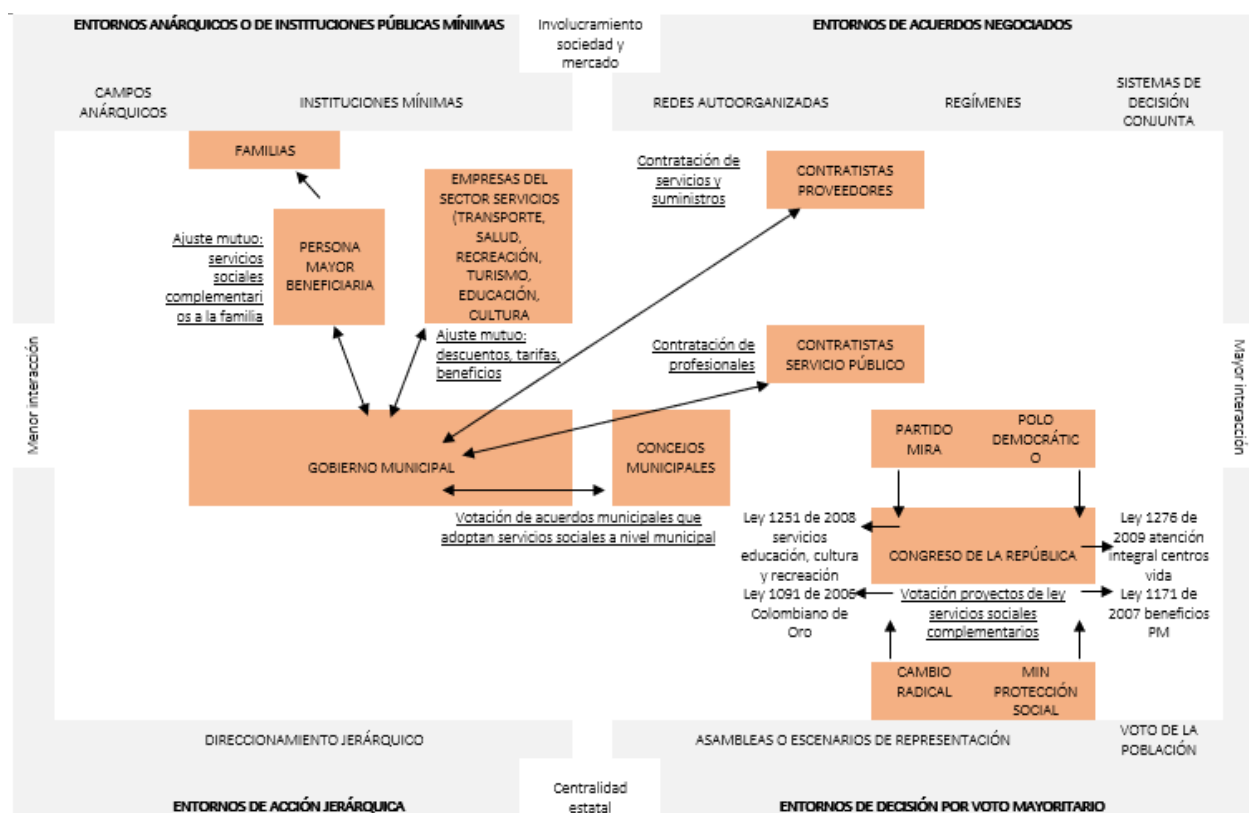 ENTORNOS ANÁRQUICOS O DE INSTITUCIONES PÚBLICAS MÍNIMAS
Involucramiento
sociedad y
mercado
ENTORNOS DE ACUERDOS NEGOCIADOS
CAMPOS
ANÁRQUICOS
INSTITUCIONES MÍNIMAS
REDES AUTOORGANIZADAS
REGÍMENES
SISTEMAS DE
DECISIÓN
CONJUNTA
FAMILIAS
EMPRESAS DEL
SECTOR SERVICIOS
(TRANSPORTE,
SALUD,
RECREACIÓN,
TURISMO,
EDUCACIÓN,
CULTURA
Contratación de
servicios y
suministros
CONTRATISTAS
PROVEEDORES
Ajuste mutuo:
servicios
sociales
complementari
os a la familia
PERSONA
MAYOR
BENEFICIARIA
Ajuste mutuo:
descuentos, tarifas,
beneficios
Contratación de
profesionales
CONTRATISTAS
SERVICIO PÚBLICO
Menor interacción
Mayor interacción
GOBIERNO MUNICIPAL
CONCEJOS
MUNICIPALES
PARTIDO
MIRA
POLO
DEMOCRÁTIC
O
Votación de acuerdos municipales que
adoptan servicios sociales a nivel municipal
Ley 1251 de 2008
servicios
educación, cultura
y recreación
Ley 1091 de 2006
Colombiano de
Oro
CONGRESO DE LA REPÚBLICA
Votación proyectos de ley
servicios sociales
complementarios
Ley 1276 de
2009 atención
integral centros
vida
Ley 1171 de
2007 beneficios
PM
CAMBIO
RADICAL
MIN
PROTECCIÓN
SOCIAL
DIRECCIONAMIENTO JERÁRQUICO
ASAMBLEAS O ESCENARIOS DE REPRESENTACIÓN
VOTO DE LA
POBLACIÓN
ENTORNOS DE ACCIÓN JERÁRQUICA
Centralidad
estatal
ENTORNOS DE DECISIÓN POR VOTO MAYORITARIO